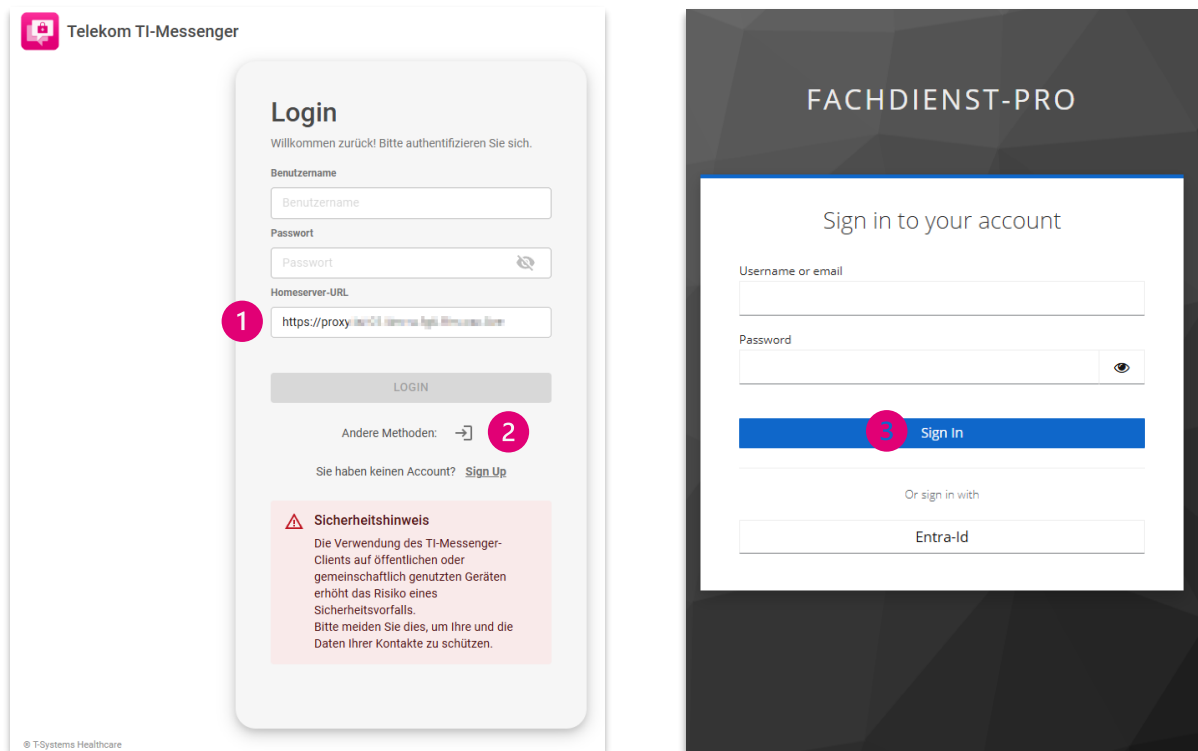 Telekom TI-Messenger
Login
Willkommen zurück! Bitte authentifizieren Sie sich.
Benutzername
Benutzername
Passwort
Passwort
Homeserver-URL
1
https://proxy
LOGIN
Andere Methoden:
2
Sie haben keinen Account? Sign Up
Sicherheitshinweis
Die Verwendung des TI-Messenger-
Clients auf öffentlichen oder
gemeinschaftlich genutzten Geräten
erhöht das Risiko eines
Sicherheitsvorfalls.
Bitte meiden Sie dies, um Ihre und die
Daten Ihrer Kontakte zu schützen.
® T-Systems Healthcare
FACHDIENST-PRO
Sign in to your account
Username or email
Password
3
Sign In
Or sign in with
Entra-Id